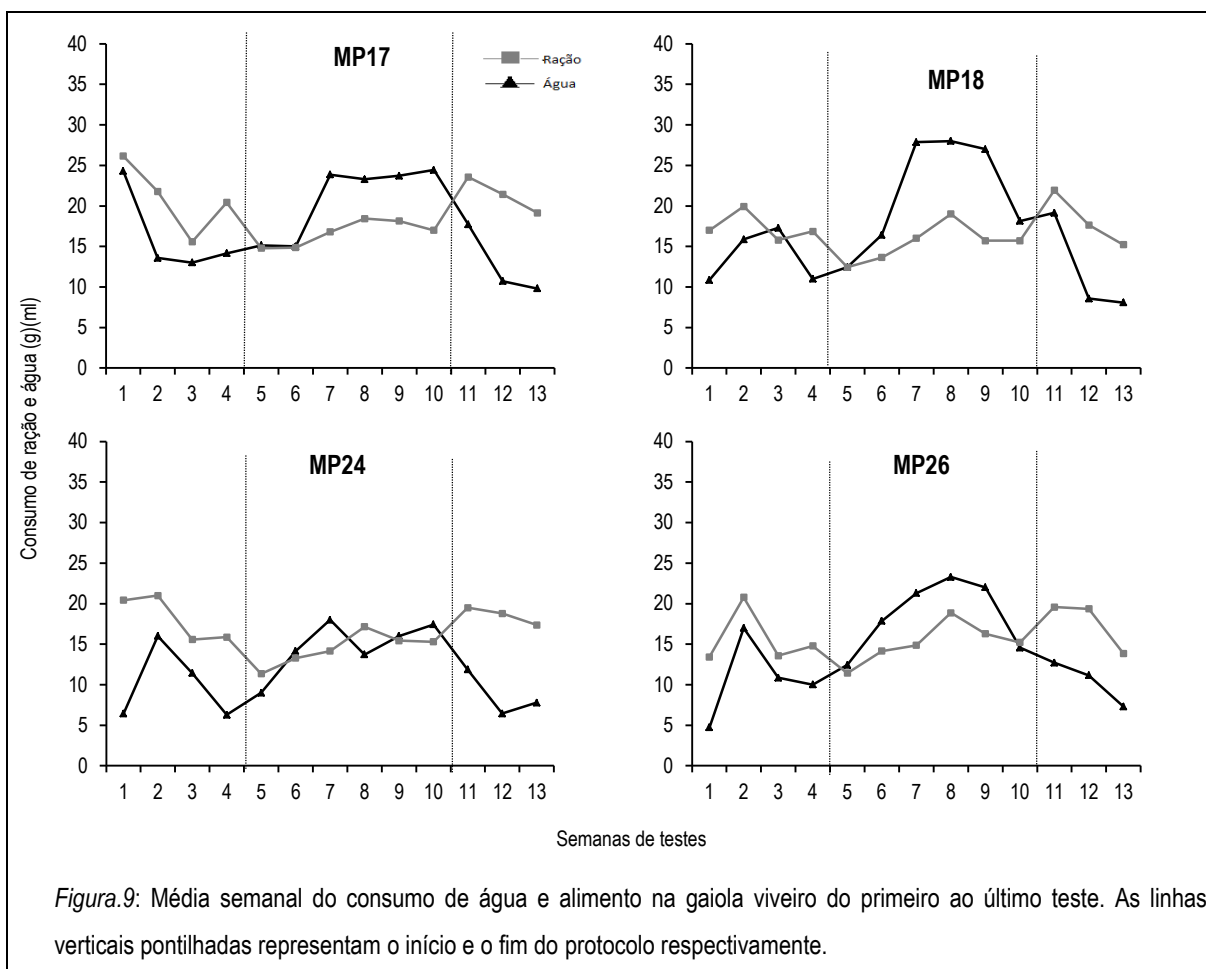 MP17
Ração
Água
40
35
30
25
20
15
10
5
0
1 2 3 4 5 6 7 8 9 10 11 12 13
MP18
40
35
30
25
20
15
10
5
0
1 2 3 4 5 6 7 8 9 10 11 12 13
Consumo de ração e água (g)(ml)
MP24
40
35
30
25
20
15
10
5
0
1 2 3 4 5 6 7 8 9 10 11 12 13
MP26
40
35
30
25
20
15
10
5
0
1 2 3 4 5 6 7 8 9 10 11 12 13
Semanas de testes
Figura.9: Média semanal do consumo de água e alimento na gaiola viveiro do primeiro ao último teste. As linhas
verticais pontilhadas representam o início e o fim do protocolo respectivamente.